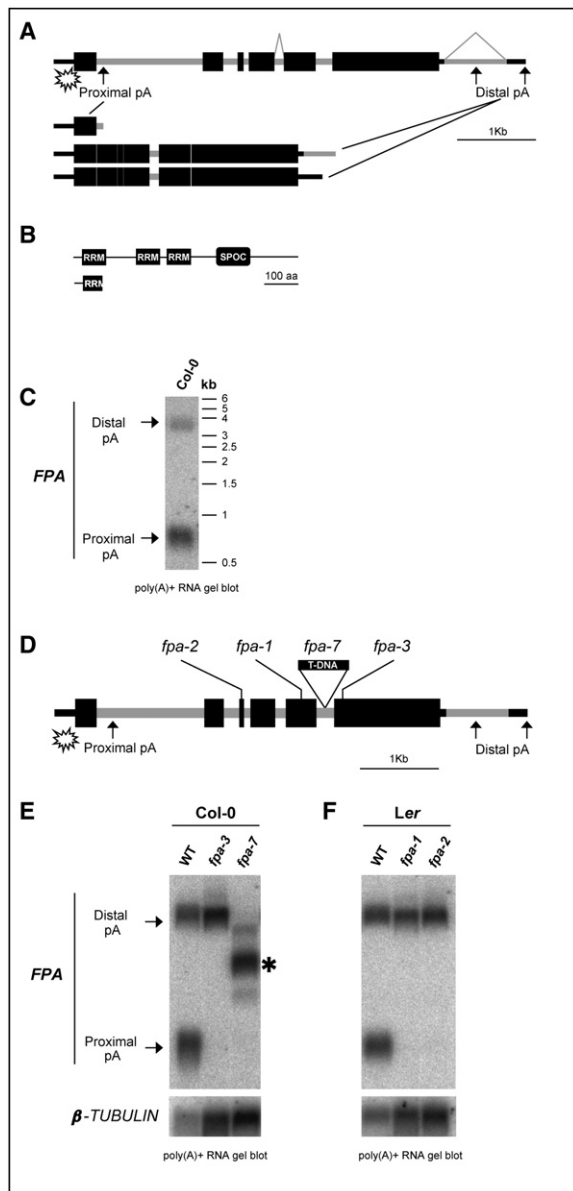 A
Proximal pA
Distal pA
1Kb
B
RRM RRM RRM SPOC
RRM
100 aa
C
Col-0
kb
6
5
4
3
2.5
2
1.5
1
0.5
FPA
Distal pA
Proximal pA
poly(A)+ RNA gel blot
D
fpa-2 fpa-1 fpa-7 fpa-3
T-DNA
Proximal pA
Distal pA
1Kb
E
Col-0
WT fpa-3 fpa-7
FPA
Distal pA
Proximal pA
*
β-TUBULIN
poly(A)+ RNA gel blot
F
Ler
WT fpa-1 fpa-2
poly(A)+ RNA gel blot